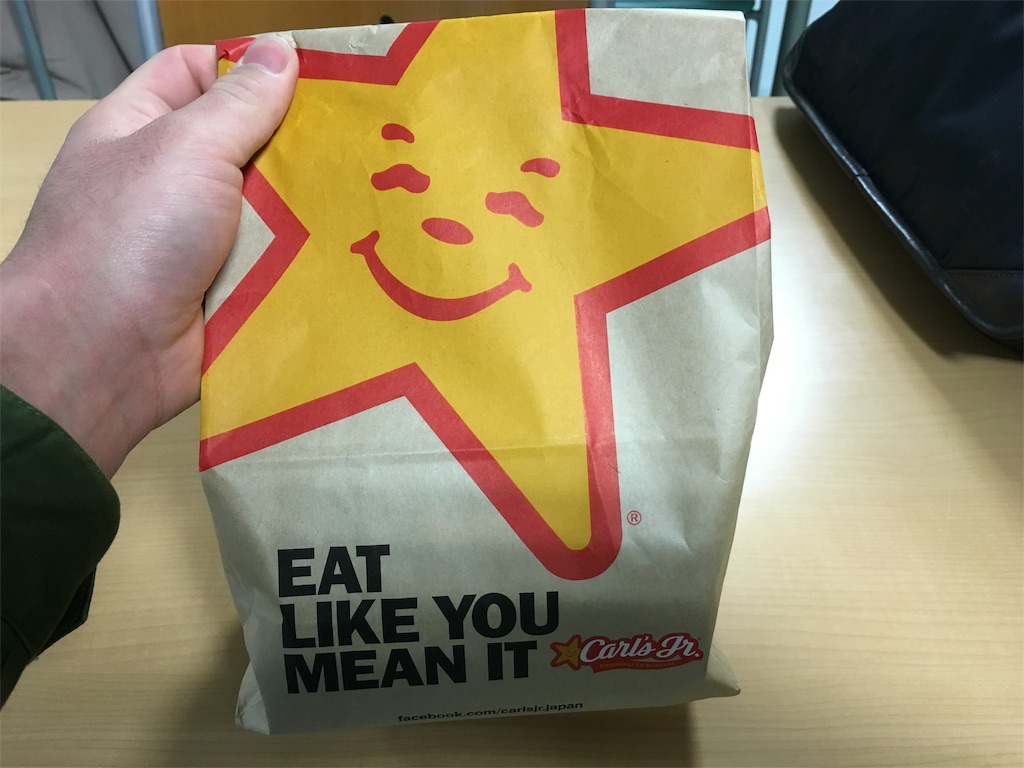 ®
EAT
LIKE YOU
MEAN IT
Carl's Jr.
facebook.com/carlsjr.japan